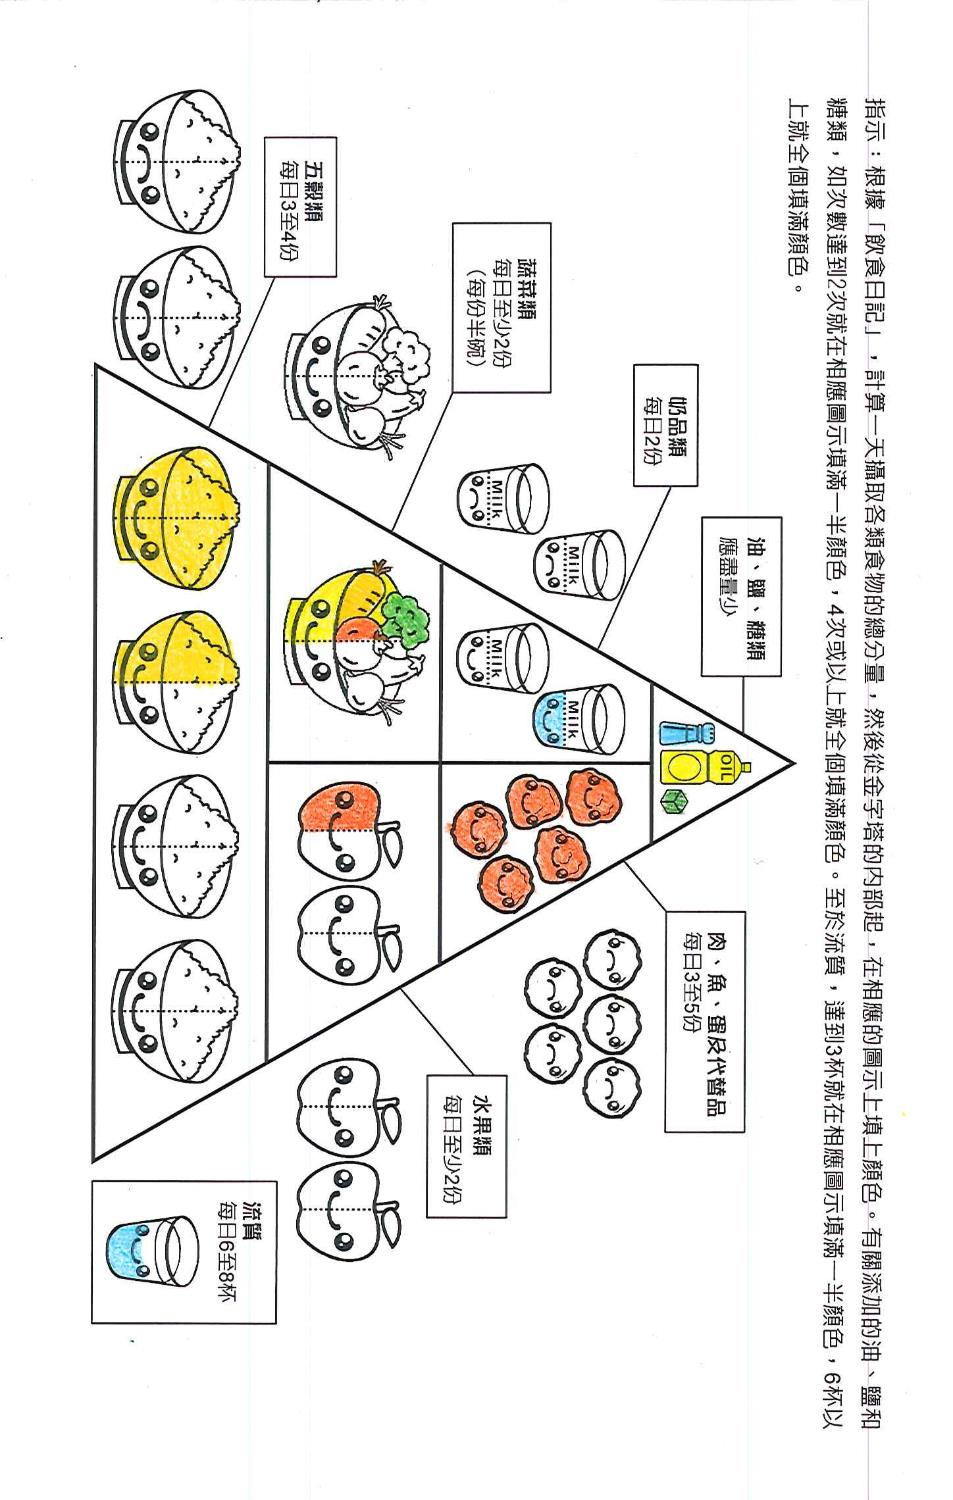 指示：根據「飲食日記」，計算一天攝取各類食物的總分量，然後從金字塔的內部起，在相應的圖示上填上顏色。有關添加的油、鹽和
糖類，如次數達到2次就在相應圖示填滿一半顏色，4次或以上就全個填滿顏色。至於流質，達到3杯就在相應圖示填滿一半顏色，6杯以
上就全個填滿顏色。
油、鹽、糖類
應盡量少
OIL
奶品類
每日2份
Milk
Milk
Milk
Milk
肉、魚、蛋及代替品
每日3至5份
蔬菜類
每日至少2份
（每份半碗）
水果類
每日至少2份
五穀類
每日3至4份
流質
每日6至8杯